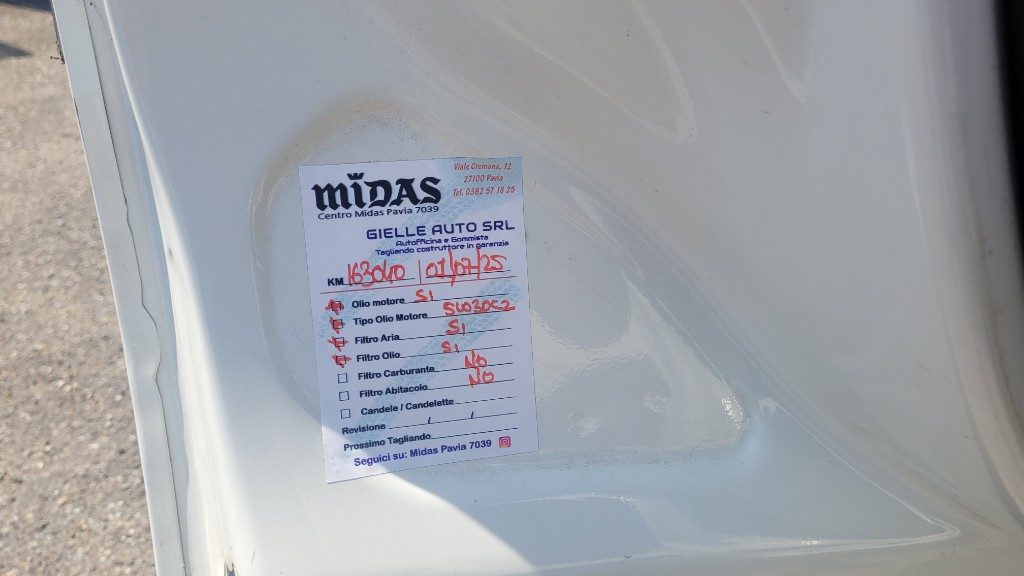 MIDAS
Centro Midas Pavia 7039
Viale Cremona, 12
27100 Pavia
Tel. 0382 57 18 25
GIELLE AUTO SRL
Autofficina e Gommista
Tagliando costruttore in garanzia
KM 163040 | 01/07/25
Olio motore SI
Tipo Olio Motore 5W30C2
Filtro Aria SI
Filtro Olio SI
Filtro Carburante NO
Filtro Abitacolo NO
Candele / Candelette
Revisione / /
Prossimo Tagliando
Seguici su: Midas Pavia 7039